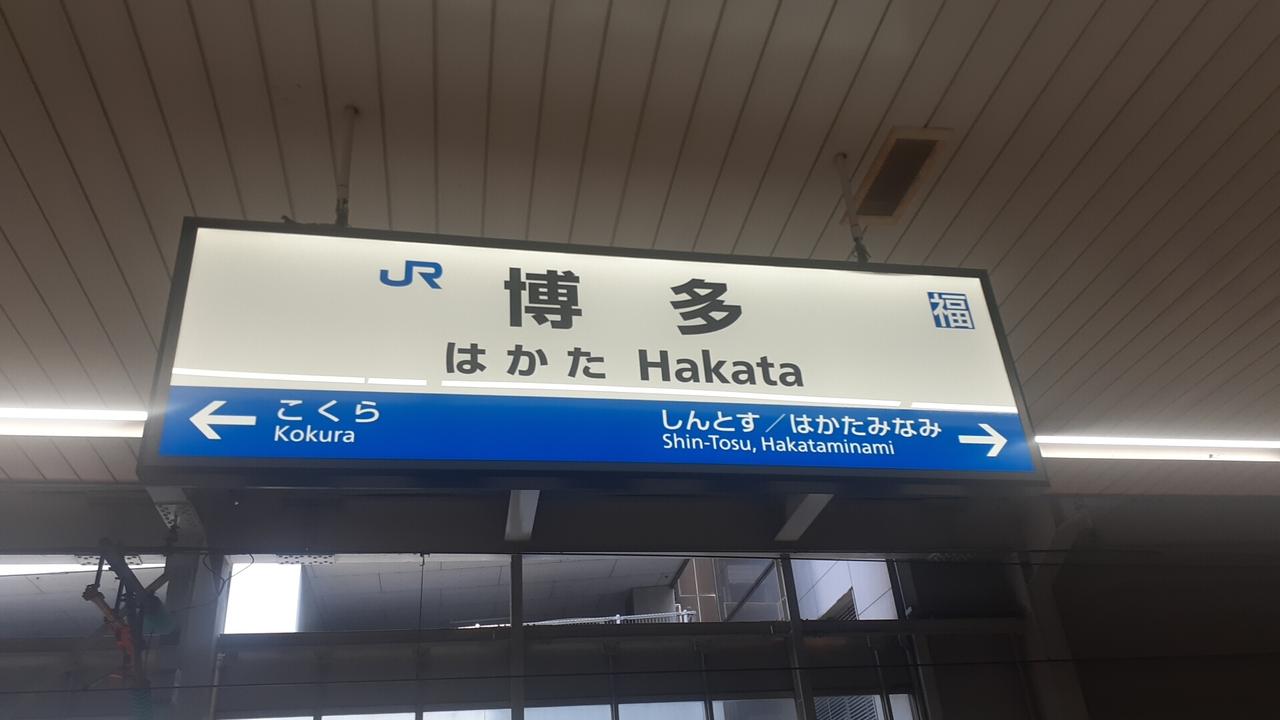 JR 博多 福
はかた Hakata
← こくら
Kokura
しんとす／はかたみなみ →
Shin-Tosu, Hakataminami